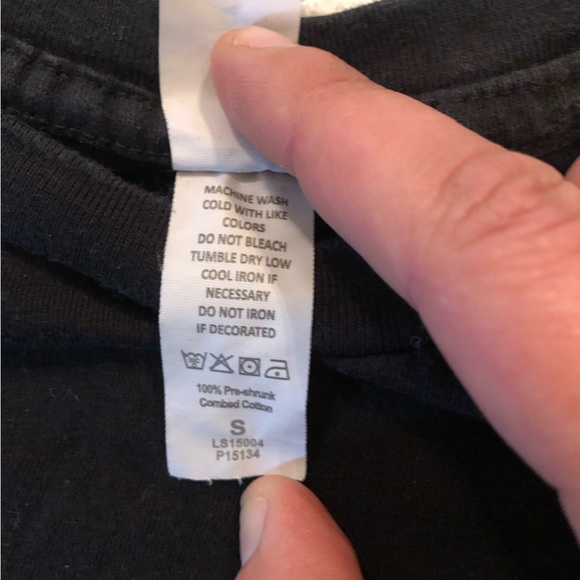 MACHINE WASH
COLD WITH LIKE
COLORS
DO NOT BLEACH
TUMBLE DRY LOW
COOL IRON IF
NECESSARY
DO NOT IRON
IF DECORATED
100% Pre-shrunk
Combed Cotton
S
LS15004
P15134